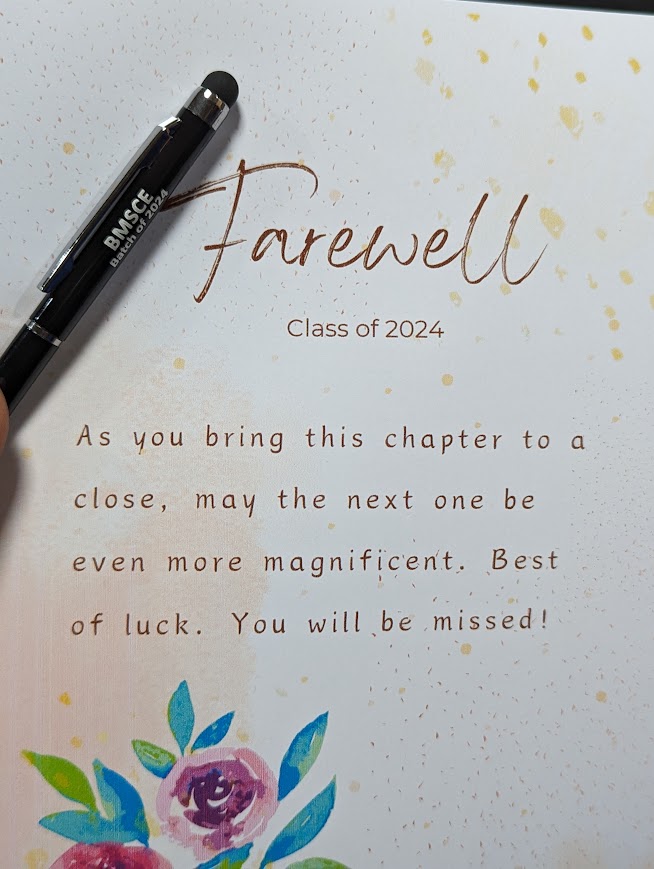 BMSCE
Batch of 2024
Farewell
Class of 2024
As you bring this chapter to a
close, may the next one be
even more magnificent. Best
of luck. You will be missed!